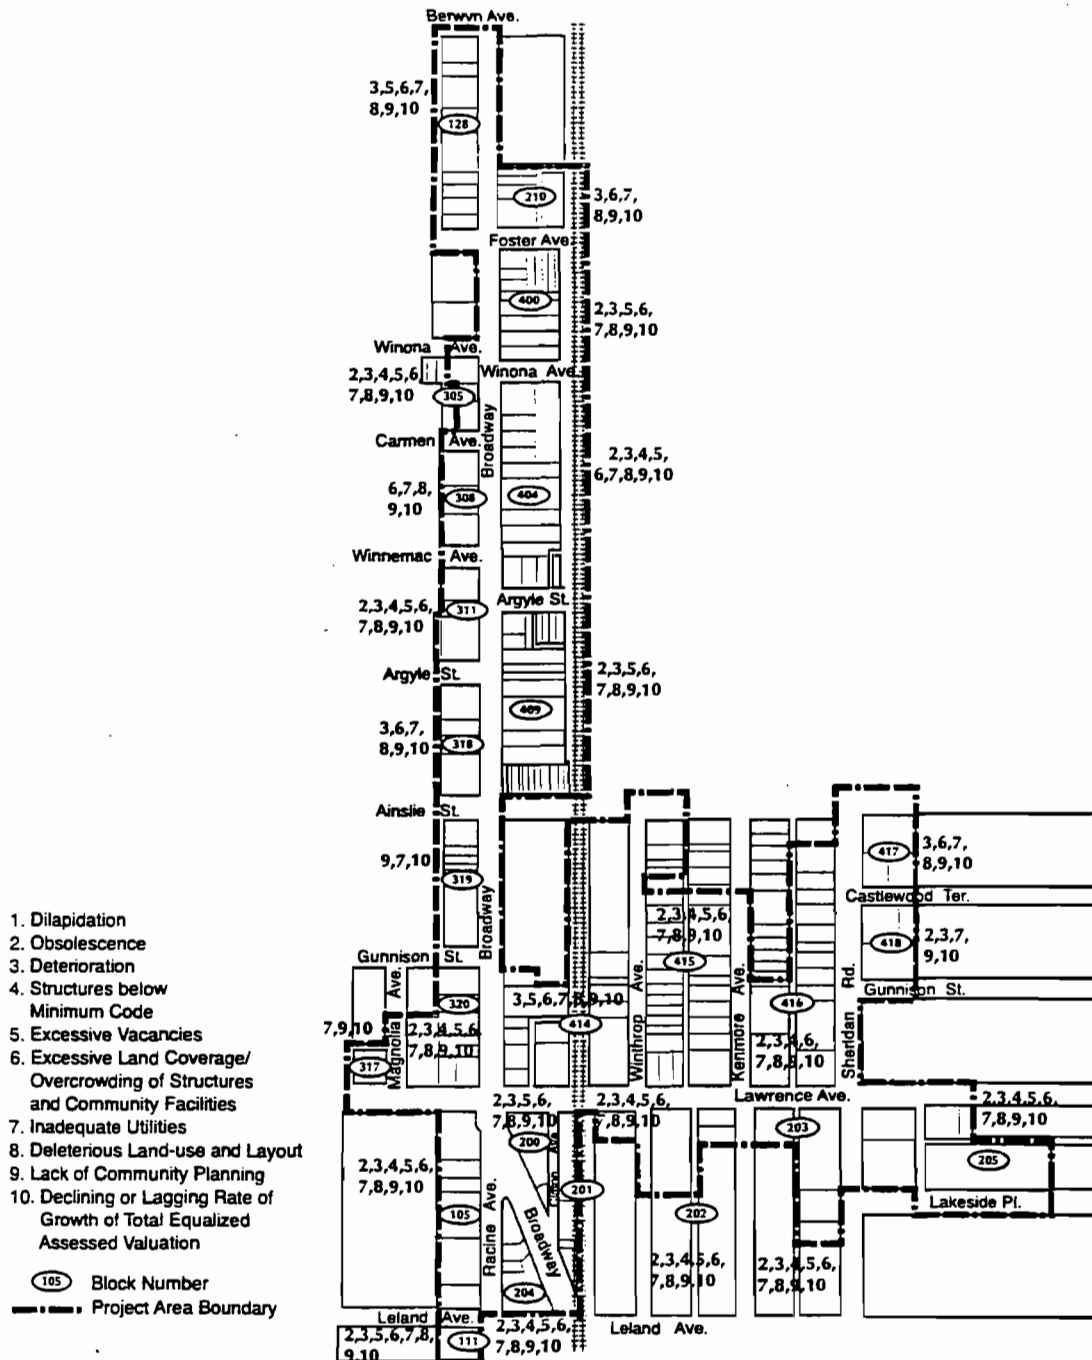 Berwyn Ave.
3,5,6,7,
8,9,10
128
210
3,6,7,
8,9,10
Foster Ave.
400
2,3,5,6,
7,8,9,10
Winona Ave.
Winona Ave.
2,3,4,5,6
7,8,9,10
305
Carmen Ave.
Broadway
2,3,4,5,
6,7,8,9,10
6,7,8,
9,10
308
404
Winnemac Ave.
2,3,4,5,6,
7,8,9,10
311
Argyle St.
2,3,5,6,
7,8,9,10
Argyle St.
409
3,6,7,
8,9,10
318
Ainslie St.
9,7,10
319
Broadway
417
3,6,7,
8,9,10
Castlewood Ter.
2,3,4,5,6,
7,8,9,10
415
418
2,3,7,
9,10
Gunnison St.
Gunnison St.
Magnolia Ave.
320
3,5,6,7,8,9,10
414
Winthrop Ave.
Kenmore Ave.
416
Sheridan Rd.
7,9,10
317
2,3,4,5,6
7,8,9,10
2,3,4,6,
7,8,9,10
Lawrence Ave.
2,3,5,6,
7,8,9,10
200
2,3,4,5,6,
7,8,9,10
203
2,3,4,5,6,
7,8,9,10
205
Lakeside Pl.
2,3,4,5,6,
7,8,9,10
105
Racine Ave.
Clifton Ave.
201
Broadway
202
204
2,3,4,5,6,
7,8,9,10
2,3,4,5,6,
7,8,9,10
Leland Ave.
2,3,4,5,6,
7,8,9,10
Leland Ave.
2,3,5,6,7,8,
9,10
111
1. Dilapidation
2. Obsolescence
3. Deterioration
4. Structures below
Minimum Code
5. Excessive Vacancies
6. Excessive Land Coverage/
Overcrowding of Structures
and Community Facilities
7. Inadequate Utilities
8. Deleterious Land-use and Layout
9. Lack of Community Planning
10. Declining or Lagging Rate of
Growth of Total Equalized
Assessed Valuation
105 Block Number
Project Area Boundary